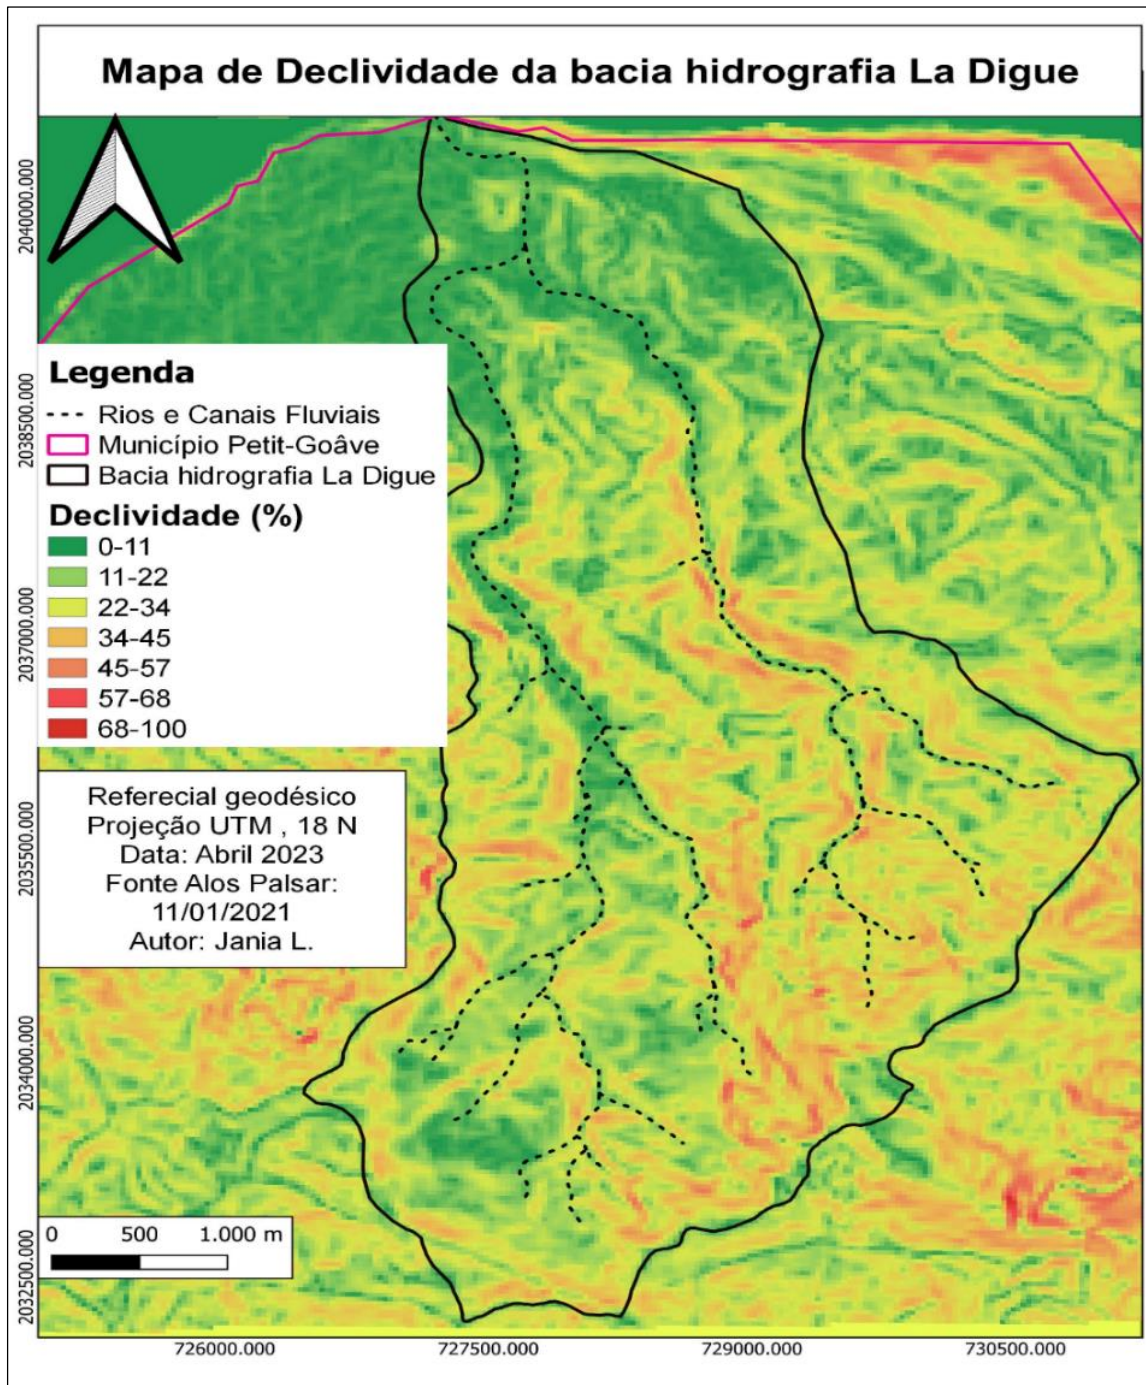 Mapa de Declividade da bacia hidrografia La Digue
2040000.000
2038500.000
2037000.000
2035500.000
2034000.000
2032500.000
Legenda
Rios e Canais Fluviais
Município Petit-Goâve
Bacia hidrografia La Digue
Declividade (%)
0-11
11-22
22-34
34-45
45-57
57-68
68-100
Referecial geodésico
Projeção UTM , 18 N
Data: Abril 2023
Fonte Alos Palsar:
11/01/2021
Autor: Jania L.
0 500 1.000 m
726000.000 727500.000 729000.000 730500.000